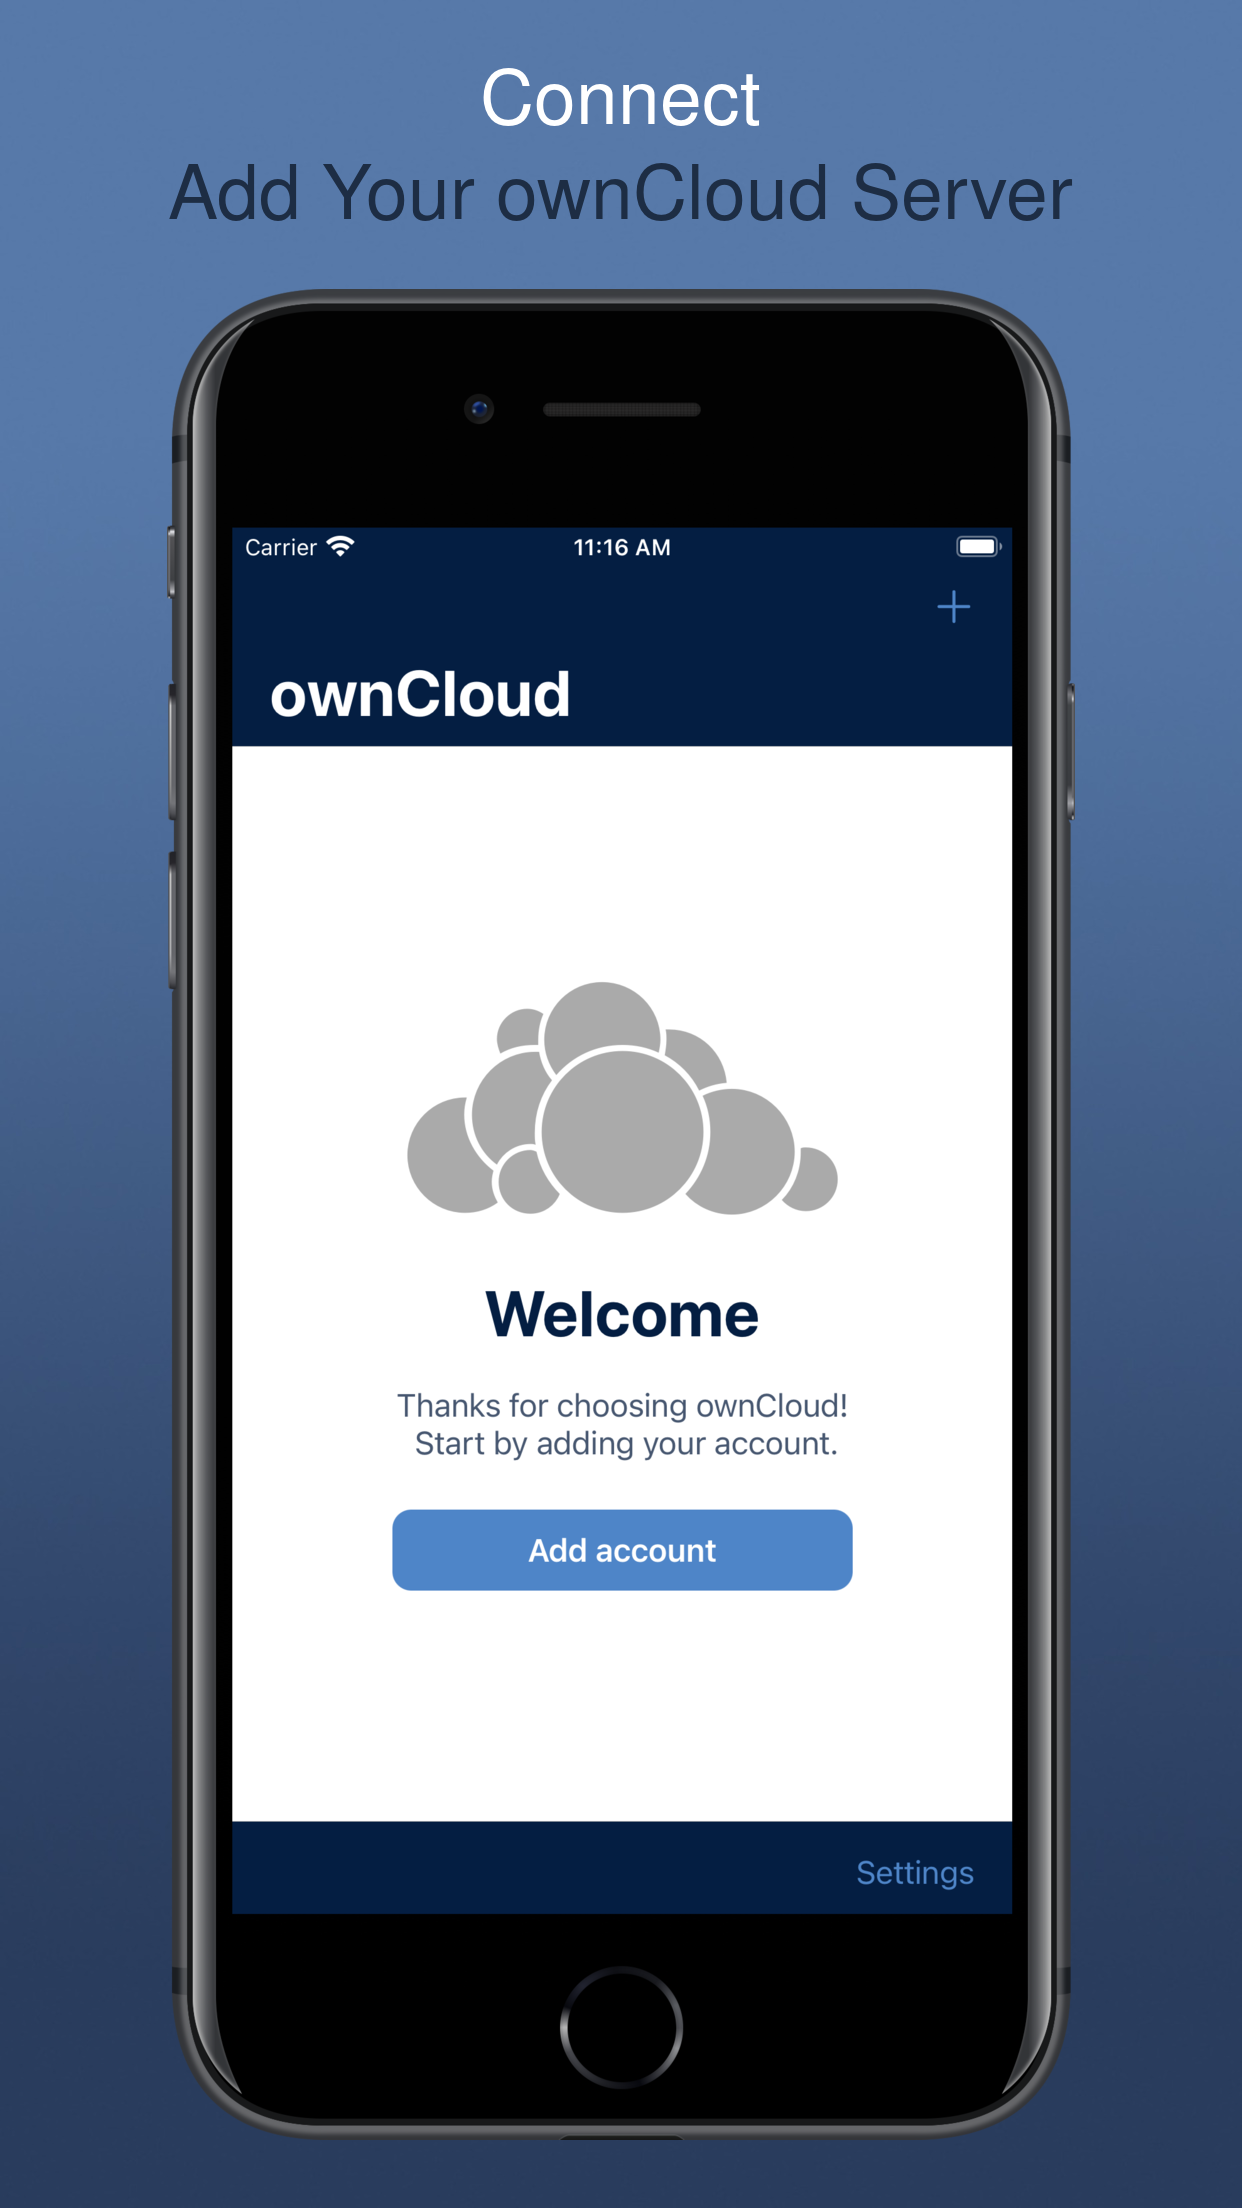 Connect
Add Your ownCloud Server
Carrier 11:16 AM
ownCloud
Welcome
Thanks for choosing ownCloud!
Start by adding your account.
Add account
Settings